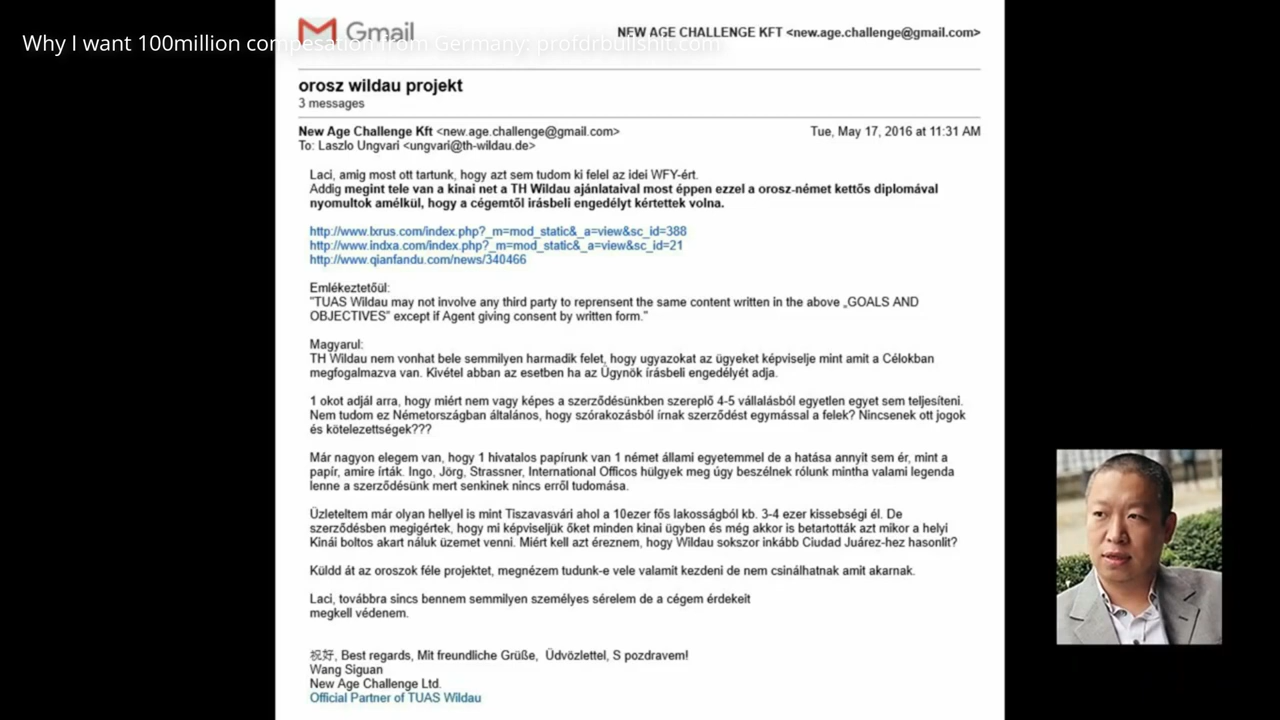 Why I want 100million compesation from Germany. profdrbullshit.com
Gmail
NEW AGE CHALLENGE KFT <new.age.challenge@gmail.com>
orosz wildau projekt
3 messages
New Age Challenge Kft <new.age.challenge@gmail.com>
Tue, May 17, 2016 at 11:31 AM
To: Laszlo Ungvari <ungvari@th-wildau.de>
Laci, amig most ott tartunk, hogy azt sem tudom ki felel az idei WFY-ért.
Addig megint tele van a kinai net a TH Wildau ajánlataival most éppen ezzel a orosz-német kettős diplomával
nyomultok amélkül, hogy a cégemtől irásbeli engedélyt kértettek volna.
http://www.lxrus.com/index.php?_m=mod_static&_a=view&sc_id=388
http://www.indxa.com/index.php?_m=mod_static&_a=view&sc_id=21
http://www.qianfandu.com/news/340466
Emlékeztetőül:
"TUAS Wildau may not involve any third party to reprensent the same content written in the above „GOALS AND
OBJECTIVES" except if Agent giving consent by written form."
Magyarul:
TH Wildau nem vonhat bele semmilyen harmadik felet, hogy ugyazokat az ügyeket képviselje mint amit a Célokban
megfogalmazva van. Kivétel abban az esetben ha az Ügynök írásbeli engedélyét adja.
1 okot adjál arra, hogy miért nem vagy képes a szerződésünkben szereplő 4-5 vállalásból egyetlen egyet sem teljesíteni.
Nem tudom ez Németországban általános, hogy szórakozásból írnak szerződést egymással a felek? Nincsenek ott jogok
és kötelezettségek???
Már nagyon elegem van, hogy 1 hivatalos papírunk van 1 német állami egyetemmel de a hatása annyit sem ér, mint a
papír, amire írták. Ingo, Jörg, Strassner, International Officos hülgyek meg úgy beszélnek rólunk mintha valami legenda
lenne a szerződésünk mert senkinek nincs erről tudomása.
Üzleteltem már olyan hellyel is mint Tiszavasvári ahol a 10ezer fős lakosságból kb. 3-4 ezer kissebségi él. De
szerződésben megigértek, hogy mi képviseljük őket minden kinai ügyben és még akkor is betartották azt mikor a helyi
Kinái boltos akart náluk üzemet venni. Miért kell azt éreznem, hogy Wildau sokszor inkább Ciudad Juárez-hez hasonlit?
Küldd át az oroszok féle projektet, megnézem tudunk-e vele valamit kezdeni de nem csinálhatnak amit akarnak.
Laci, továbbra sincs bennem semmilyen személyes sérelem de a cégem érdekeit
megkell védenem.
祝好, Best regards, Mit freundliche Grüße, Üdvözlettel, S pozdravem!
Wang Siguan
New Age Challenge Ltd.
Official Partner of TUAS Wildau